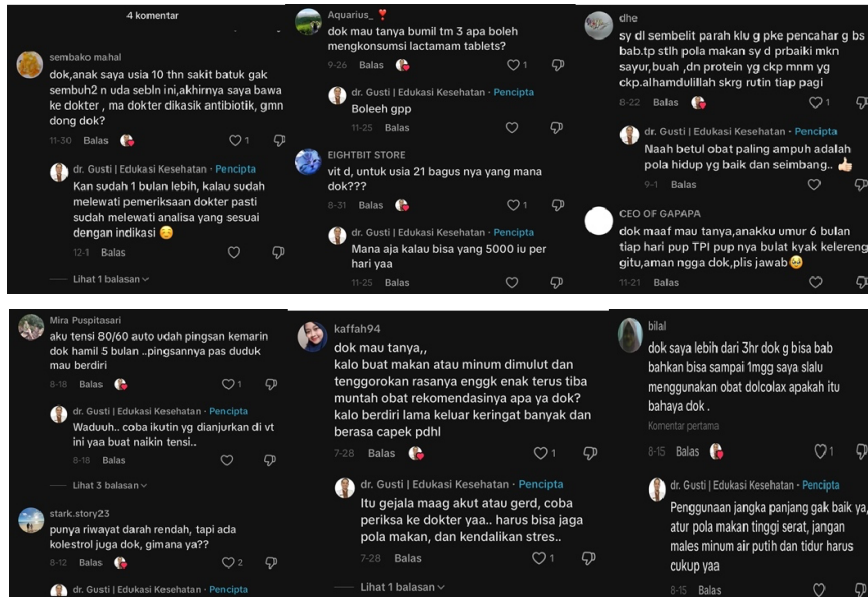 4 komentar
sembako mahal
dok,anak saya usia 10 thn sakit batuk gak
sembuh2 n uda sebln ini,akhirnya saya bawa
ke dokter , ma dokter dikasik antibiotik, gmn
dong dok?
11-30 Balas 1
dr. Gusti | Edukasi Kesehatan · Pencipta
Kan sudah 1 bulan lebih, kalau sudah
melewati pemeriksaan dokter pasti
sudah melewati analisa yang sesuai
dengan indikasi ☺️
12-1 Balas
Lihat 1 balasan
Aquarius_ ❣️
dok mau tanya bumil tm 3 apa boleh
mengkonsumsi lactamam tablets?
9-26 Balas 1
dr. Gusti | Edukasi Kesehatan · Pencipta
Boleeh gpp
11-25 Balas
EIGHTBIT STORE
vit d, untuk usia 21 bagus nya yang mana
dok???
8-31 Balas 1
dr. Gusti | Edukasi Kesehatan · Pencipta
Mana aja kalau bisa yang 5000 iu per
hari yaa
11-25 Balas
dhe
sy dl sembelit parah klu g pke pencahar g bs
bab.tp stlh pola makan sy d prbaiki mkn
sayur,buah ,dn protein yg ckp mnm yg
ckp.alhamdulillah skrg rutin tiap pagi
8-22 Balas 1
dr. Gusti | Edukasi Kesehatan · Pencipta
Naah betul obat paling ampuh adalah
pola hidup yg baik dan seimbang.. 👍🏻
9-1 Balas
CEO OF GAPAPA
dok maaf mau tanya,anakku umur 6 bulan
tiap hari pup TPI pup nya bulat kyak kelereng
gitu,aman ngga dok,plis jawab🥹
11-21 Balas
Mira Puspitasari
aku tensi 80/60 auto udah pingsan kemarin
dok hamil 5 bulan ..pingsannya pas duduk
mau berdiri
8-18 Balas 1
dr. Gusti | Edukasi Kesehatan · Pencipta
Waduuh.. coba ikutin yg dianjurkan di vt
ini yaa buat naikin tensi..
8-18 Balas
Lihat 3 balasan
stark.story23
punya riwayat darah rendah, tapi ada
kolestrol juga dok, gimana ya??
8-12 Balas 2
dr. Gusti | Edukasi Kesehatan · Pencipta
kaffah94
dok mau tanya,,
kalo buat makan atau minum dimulut dan
tenggorokan rasanya enggk enak terus tiba
muntah obat rekomendasinya apa ya dok?
kalo berdiri lama keluar keringat banyak dan
berasa capek pdhl
7-28 Balas 1
dr. Gusti | Edukasi Kesehatan · Pencipta
Itu gejala maag akut atau gerd, coba
periksa ke dokter yaa.. harus bisa jaga
pola makan, dan kendalikan stres..
7-28 Balas 1
Lihat 1 balasan
bilal
dok saya lebih dari 3hr dok g bisa bab
bahkan bisa sampai 1mgg saya slalu
menggunakan obat dolcolax apakah itu
bahaya dok .
Komentar pertama
8-15 Balas 1
dr. Gusti | Edukasi Kesehatan · Pencipta
Penggunaan jangka panjang gak baik ya,
atur pola makan tinggi serat, jangan
males minum air putih dan tidur harus
cukup yaa
8-15 Balas